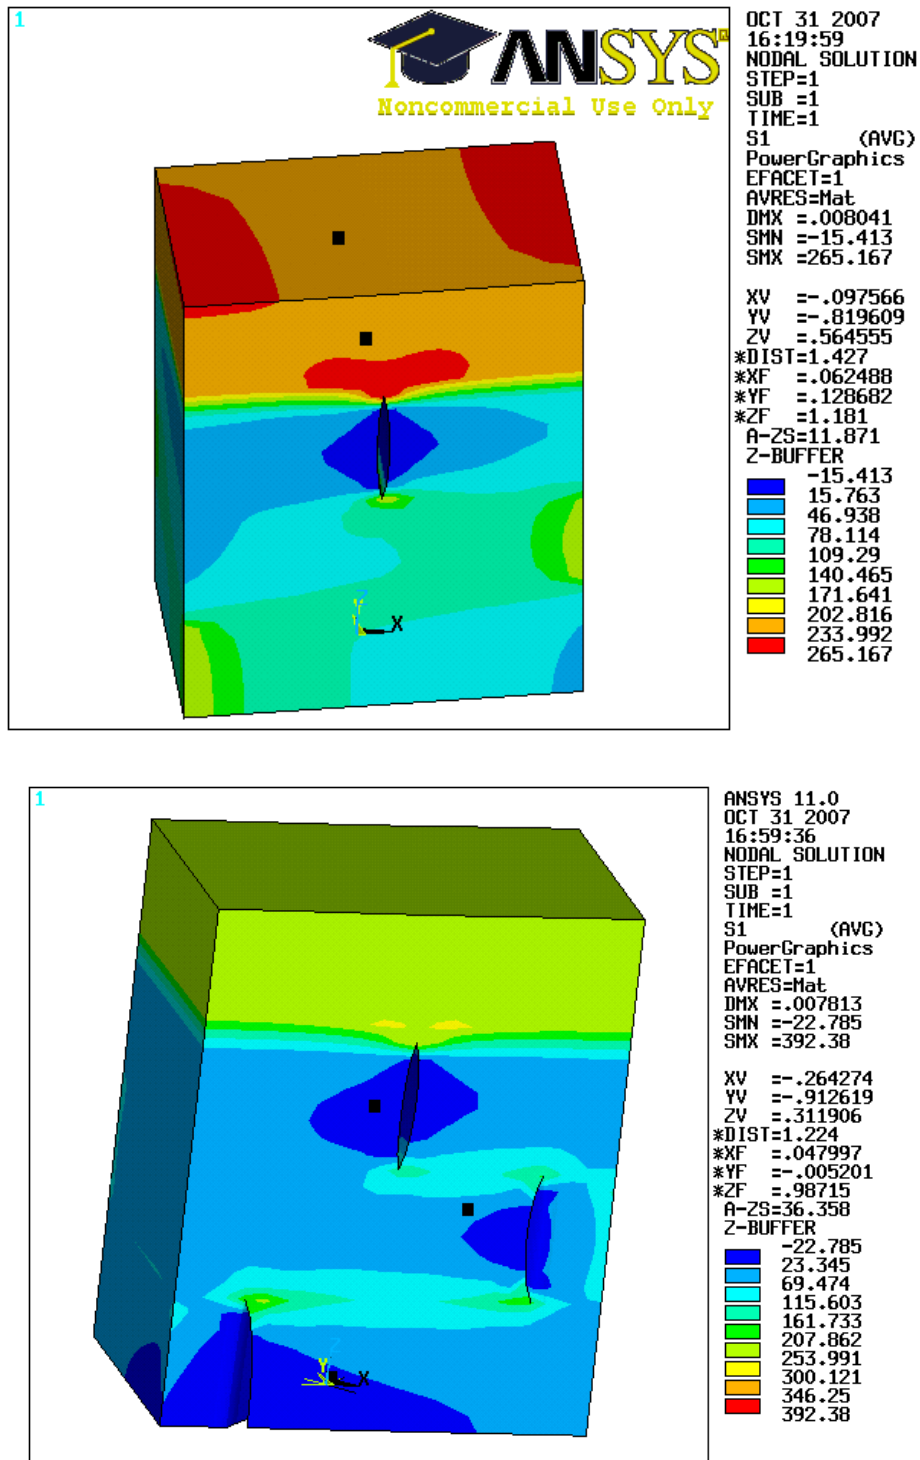 1
ANSYS
Noncommercial Use Only
OCT 31 2007
16:19:59
NODAL SOLUTION
STEP=1
SUB =1
TIME=1
S1 (AVG)
PowerGraphics
EFACET=1
AVRES=Mat
DMX =.008041
SMN =-15.413
SMX =265.167
XV =-.097566
YV =-.819609
ZV =.564555
*DIST=1.427
*XF =.062488
*YF =.128682
*ZF =1.181
A-ZS=11.871
Z-BUFFER
-15.413
15.763
46.938
78.114
109.29
140.465
171.641
202.816
233.992
265.167
Z
Y
X
1
ANSYS 11.0
OCT 31 2007
16:59:36
NODAL SOLUTION
STEP=1
SUB =1
TIME=1
S1 (AVG)
PowerGraphics
EFACET=1
AVRES=Mat
DMX =.007813
SMN =-22.785
SMX =392.38
XV =-.264274
YV =-.912619
ZV =.311906
*DIST=1.224
*XF =.047997
*YF =-.005201
*ZF =.98715
A-ZS=36.358
Z-BUFFER
-22.785
23.345
69.474
115.603
161.733
207.862
253.991
300.121
346.25
392.38
Z
Y
X